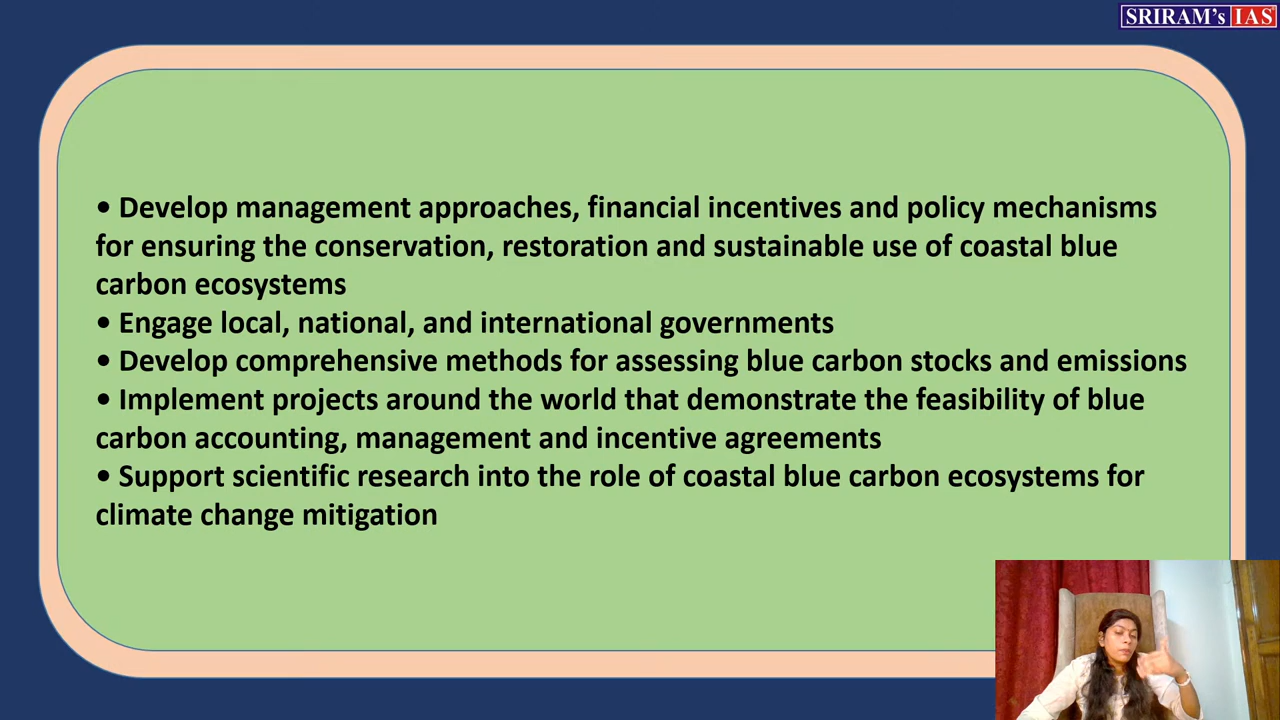 SRIRAM's IAS
• Develop management approaches, financial incentives and policy mechanisms
for ensuring the conservation, restoration and sustainable use of coastal blue
carbon ecosystems
• Engage local, national, and international governments
• Develop comprehensive methods for assessing blue carbon stocks and emissions
• Implement projects around the world that demonstrate the feasibility of blue
carbon accounting, management and incentive agreements
• Support scientific research into the role of coastal blue carbon ecosystems for
climate change mitigation